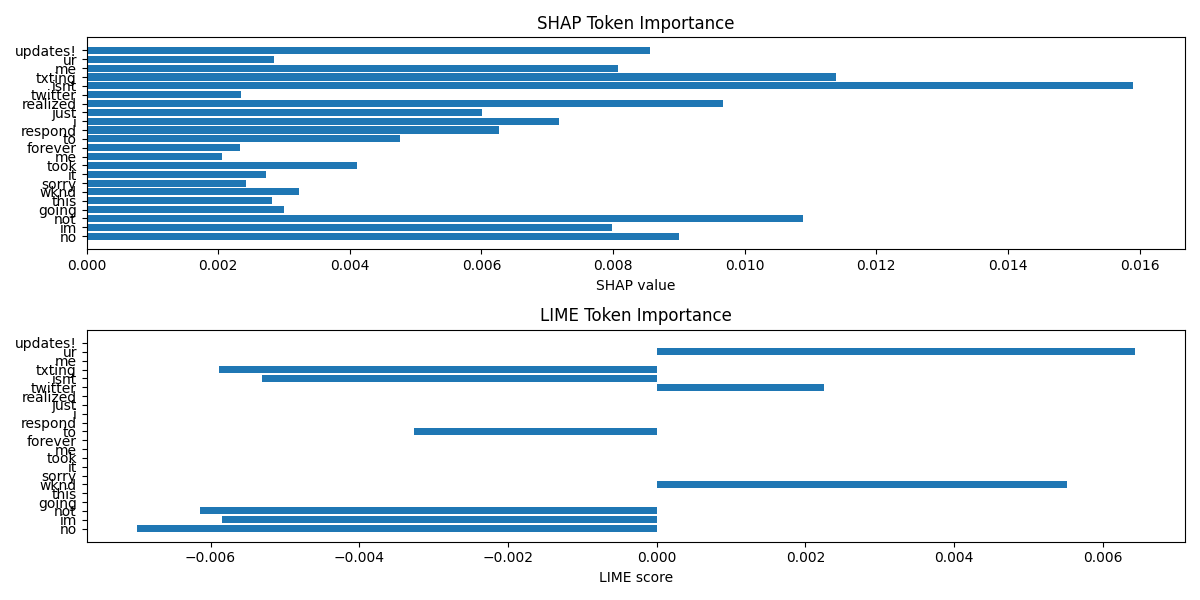 SHAP Token Importance
updates!
ur
me
txting
isnt
twitter
realized
just
i
respond
to
forever
me
took
it
sorry
wknd
this
going
not
im
no
0.000 0.002 0.004 0.006 0.008 0.010 0.012 0.014 0.016
SHAP value
LIME Token Importance
updates!
ur
me
txting
isnt
twitter
realized
just
i
respond
to
forever
me
took
it
sorry
wknd
this
going
not
im
no
−0.006 −0.004 −0.002 0.000 0.002 0.004 0.006
LIME score